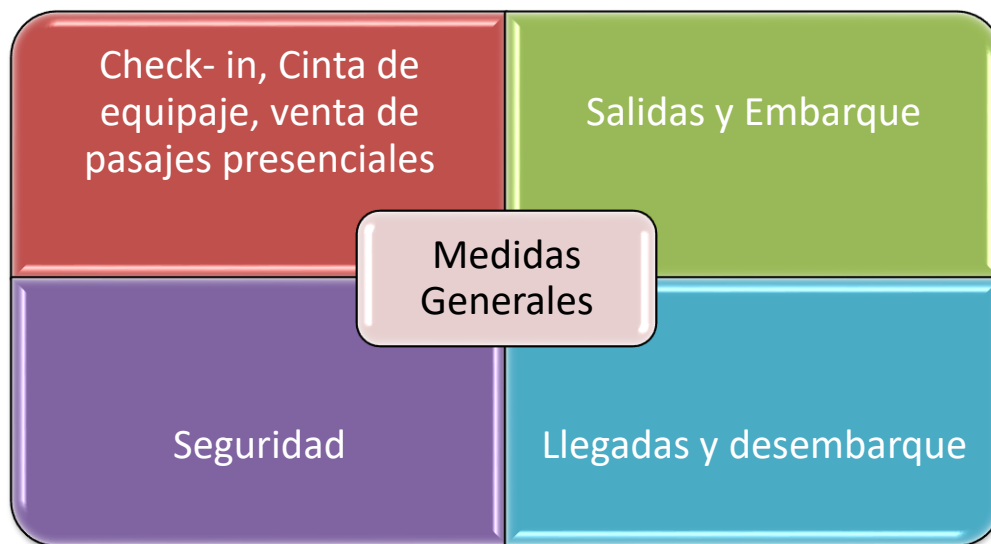 Check- in, Cinta de
equipaje, venta de
pasajes presenciales
Salidas y Embarque
Medidas
Generales
Seguridad
Llegadas y desembarque